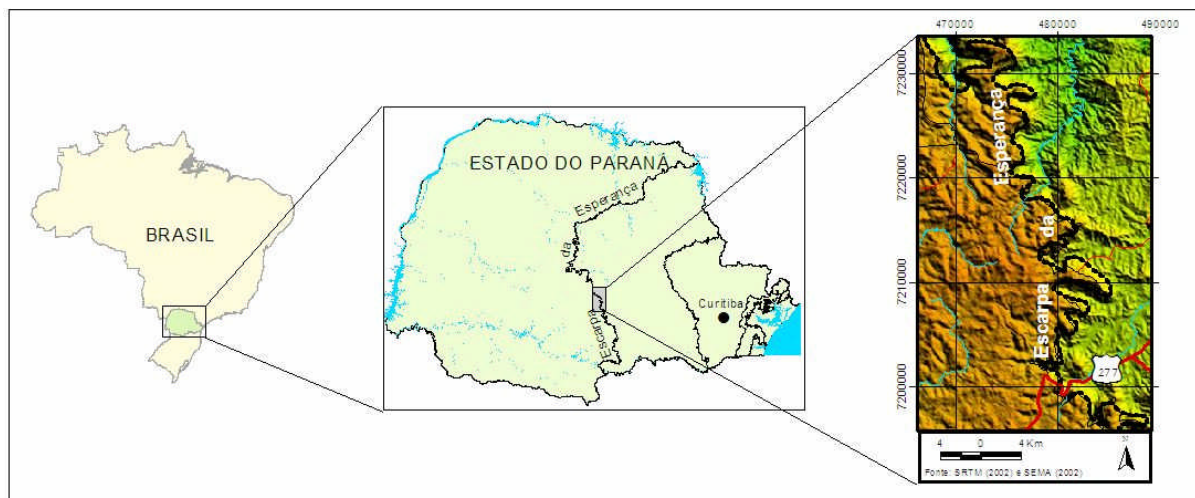 BRASIL
ESTADO DO PARANÁ
Escarpa da Esperança
Curitiba
470000 480000 490000
7230000
7220000
7210000
7200000
Escarpa da Esperança
277
4 0 4 Km
Fonte: SRTM (2002) e SEMA (2002)